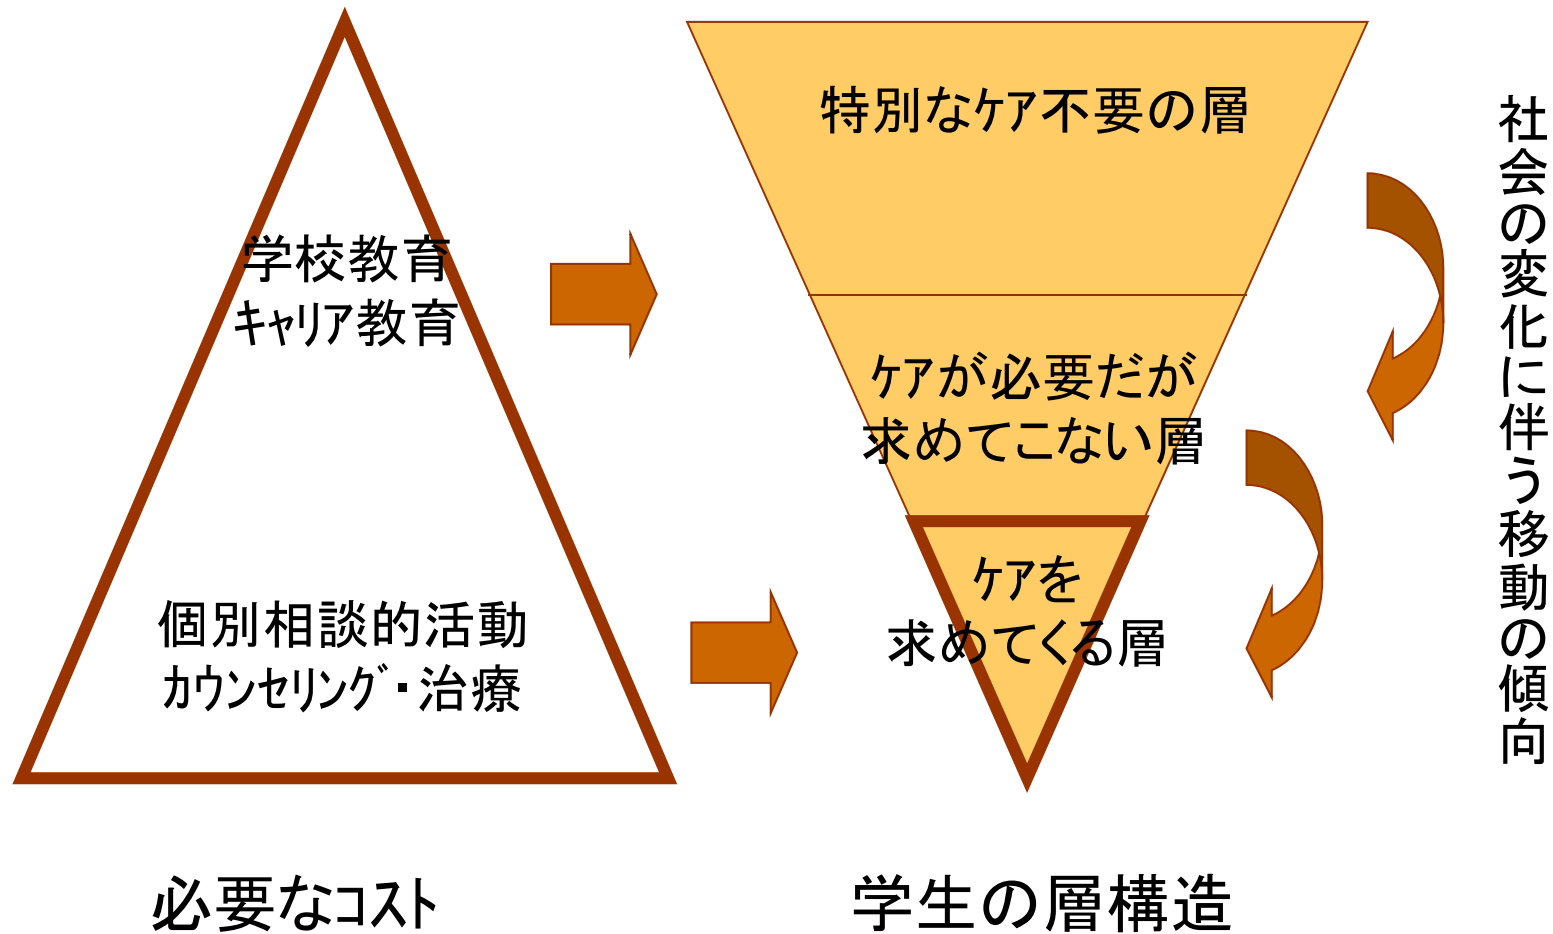 学校教育
キャリア教育
個別相談的活動
カウンセリング・治療
必要なコスト
特別なケア不要の層
ケアが必要だが
求めてこない層
ケアを
求めてくる層
学生の層構造
社会の変化に伴う移動の傾向